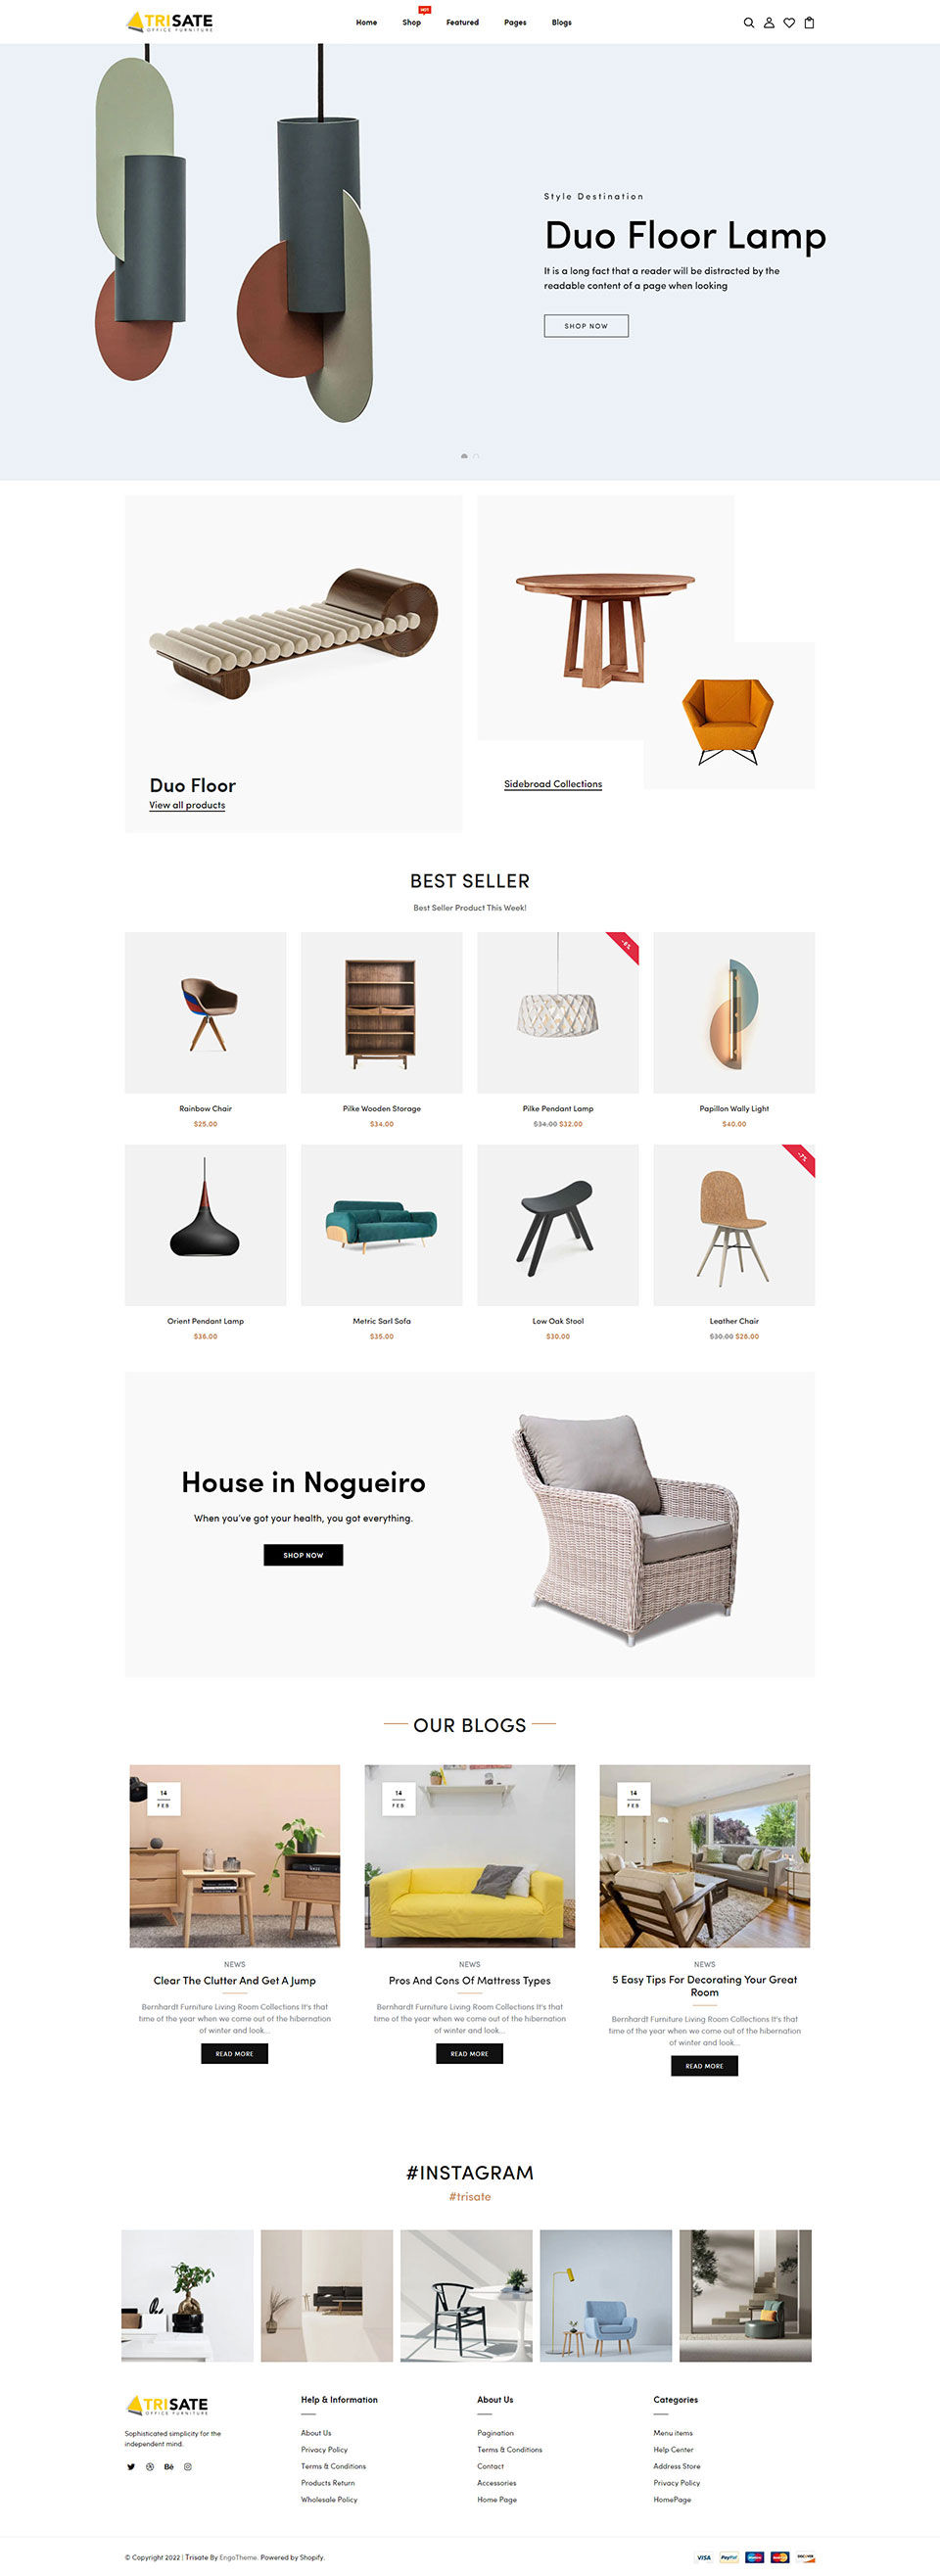 TRISATE
OFFICE FURNITURE
Home
Shop
HOT
Featured
Pages
Blogs
Style Destination
Duo Floor Lamp
It is a long fact that a reader will be distracted by the
readable content of a page when looking
SHOP NOW
Duo Floor
View all products
Sidebroad Collections
BEST SELLER
Best Seller Product This Week!
-6%
Rainbow Chair
$25.00
Pilke Wooden Storage
$34.00
Pilke Pendant Lamp
$34.00 $32.00
Papillon Wally Light
$40.00
-7%
Orient Pendant Lamp
$36.00
Metric Sarl Sofa
$35.00
Low Oak Stool
$30.00
Leather Chair
$30.00 $28.00
House in Nogueiro
When you've got your health, you got everything.
SHOP NOW
OUR BLOGS
14
FEB
14
FEB
14
FEB
NEWS
Clear The Clutter And Get A Jump
Bernhardt Furniture Living Room Collections It's that
time of the year when we come out of the hibernation
of winter and look...
READ MORE
NEWS
Pros And Cons Of Mattress Types
Bernhardt Furniture Living Room Collections It's that
time of the year when we come out of the hibernation
of winter and look...
READ MORE
NEWS
5 Easy Tips For Decorating Your Great
Room
Bernhardt Furniture Living Room Collections It's that
time of the year when we come out of the hibernation
of winter and look...
READ MORE
#INSTAGRAM
#trisate
TRISATE
OFFICE FURNITURE
Sophisticated simplicity for the
independent mind.
Bē
Help & Information
About Us
Privacy Policy
Terms & Conditions
Products Return
Wholesale Policy
About Us
Pagination
Terms & Conditions
Contact
Accessories
Home Page
Categories
Menu items
Help Center
Address Store
Privacy Policy
HomePage
© Copyright 2022 | Trisate By EngoTheme. Powered by Shopify.
VISA
PayPal
DISCOVER